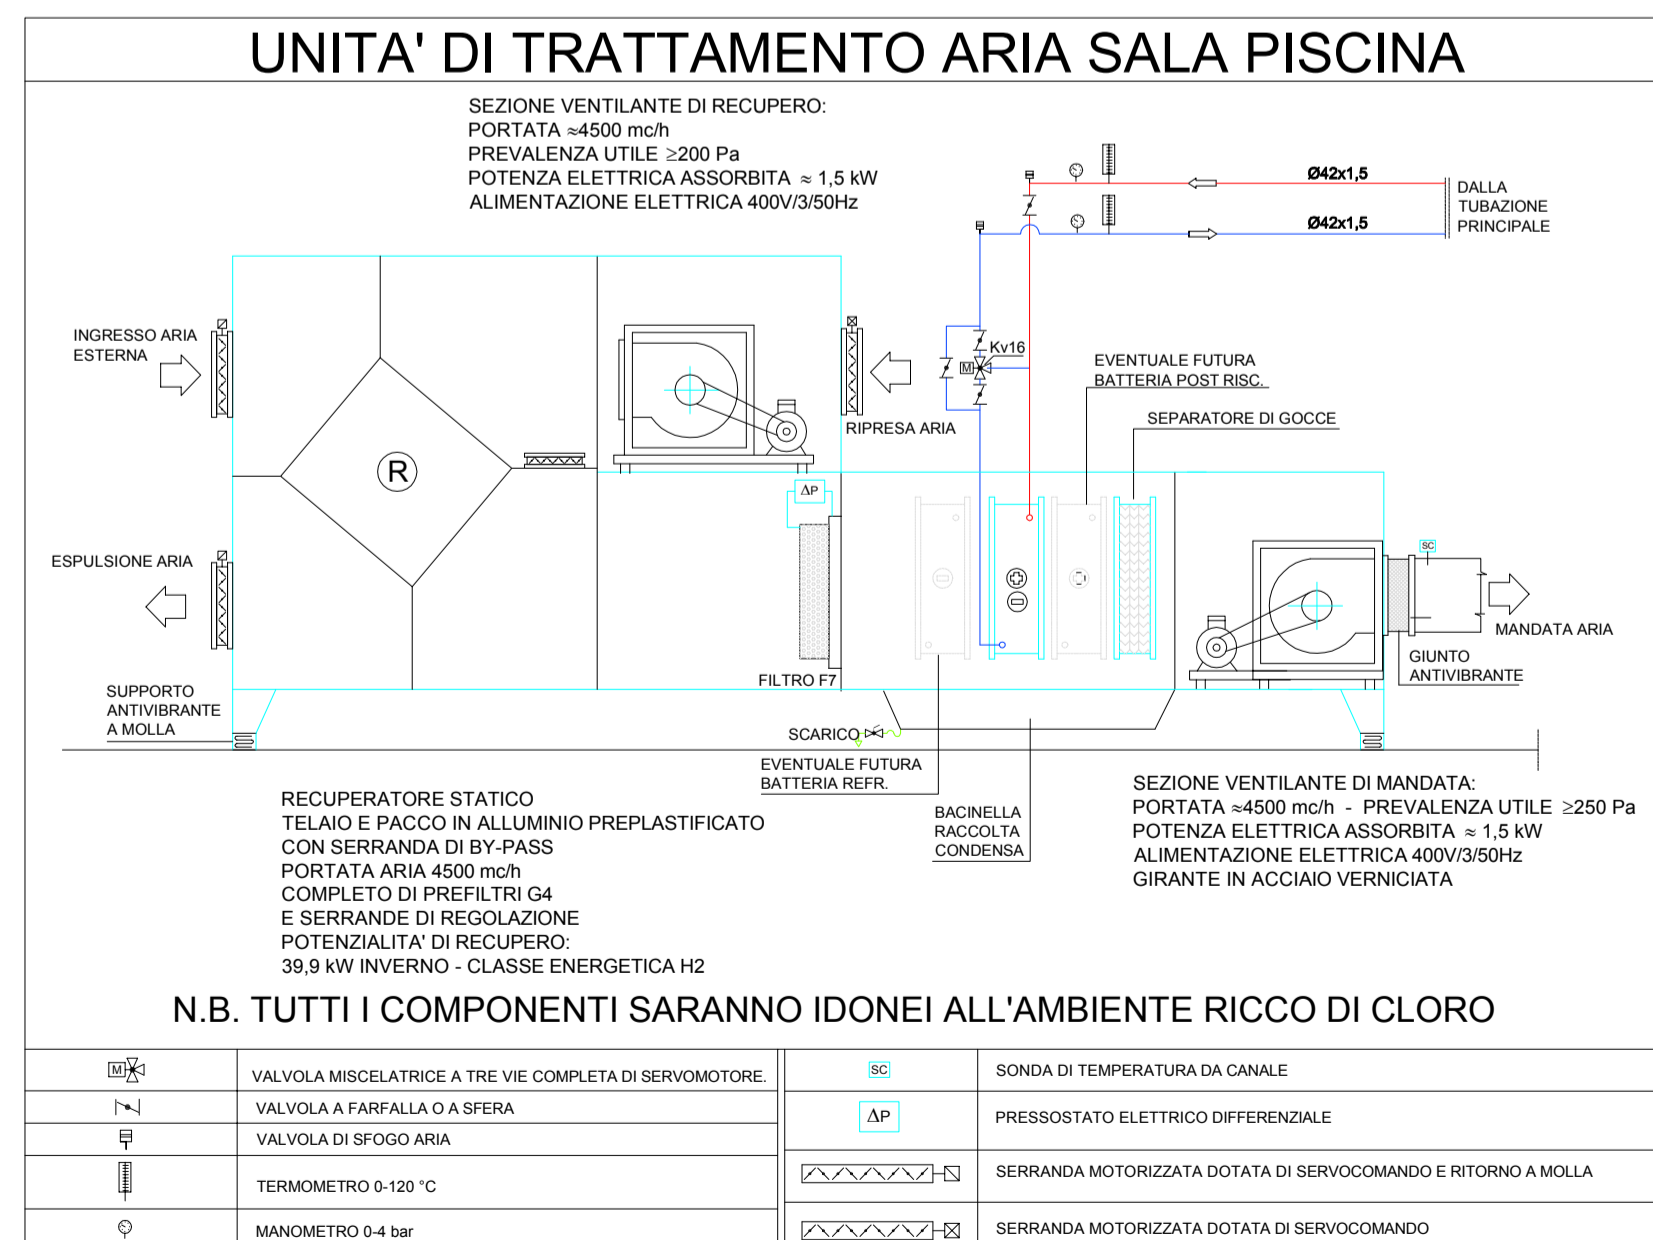 UNITA' DI TRATTAMENTO ARIA SALA PISCINA
SEZIONE VENTILANTE DI RECUPERO:
PORTATA ≈4500 mc/h
PREVALENZA UTILE ≥200 Pa
POTENZA ELETTRICA ASSORBITA ≈ 1,5 kW
ALIMENTAZIONE ELETTRICA 400V/3/50Hz
Ø42x1,5
Ø42x1,5
DALLA
TUBAZIONE
PRINCIPALE
INGRESSO ARIA
ESTERNA
Kv16
M
RIPRESA ARIA
EVENTUALE FUTURA
BATTERIA POST RISC.
SEPARATORE DI GOCCE
R
ΔP
ESPULSIONE ARIA
SC
MANDATA ARIA
GIUNTO
ANTIVIBRANTE
FILTRO F7
SUPPORTO
ANTIVIBRANTE
A MOLLA
SCARICO
EVENTUALE FUTURA
BATTERIA REFR.
BACINELLA
RACCOLTA
CONDENSA
RECUPERATORE STATICO
TELAIO E PACCO IN ALLUMINIO PREPLASTIFICATO
CON SERRANDA DI BY-PASS
PORTATA ARIA 4500 mc/h
COMPLETO DI PREFILTRI G4
E SERRANDE DI REGOLAZIONE
POTENZIALITA' DI RECUPERO:
39,9 kW INVERNO - CLASSE ENERGETICA H2
SEZIONE VENTILANTE DI MANDATA:
PORTATA ≈4500 mc/h - PREVALENZA UTILE ≥250 Pa
POTENZA ELETTRICA ASSORBITA ≈ 1,5 kW
ALIMENTAZIONE ELETTRICA 400V/3/50Hz
GIRANTE IN ACCIAIO VERNICIATA
N.B. TUTTI I COMPONENTI SARANNO IDONEI ALL'AMBIENTE RICCO DI CLORO
M
VALVOLA MISCELATRICE A TRE VIE COMPLETA DI SERVOMOTORE.
VALVOLA A FARFALLA O A SFERA
VALVOLA DI SFOGO ARIA
TERMOMETRO 0-120 °C
MANOMETRO 0-4 bar
SC
SONDA DI TEMPERATURA DA CANALE
ΔP
PRESSOSTATO ELETTRICO DIFFERENZIALE
SERRANDA MOTORIZZATA DOTATA DI SERVOCOMANDO E RITORNO A MOLLA
SERRANDA MOTORIZZATA DOTATA DI SERVOCOMANDO